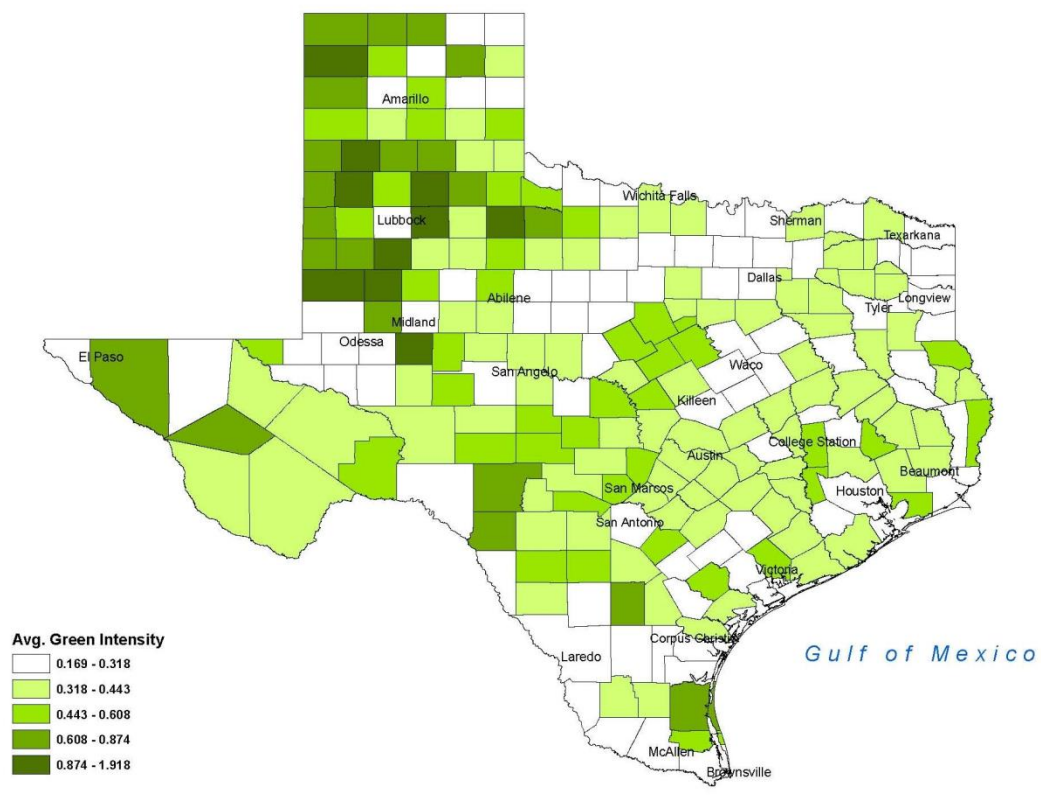 Amarillo
Wichita Falls
Lubbock
Sherman
Texarkana
Dallas
Abilene
Longview
Tyler
Midland
Odessa
El Paso
Waco
San Angelo
Killeen
College Station
Austin
Beaumont
San Marcos
Houston
San Antonio
Victoria
Corpus Christi
Laredo
Gulf of Mexico
McAllen
Brownsville
Avg. Green Intensity
0.169 - 0.318
0.318 - 0.443
0.443 - 0.608
0.608 - 0.874
0.874 - 1.918